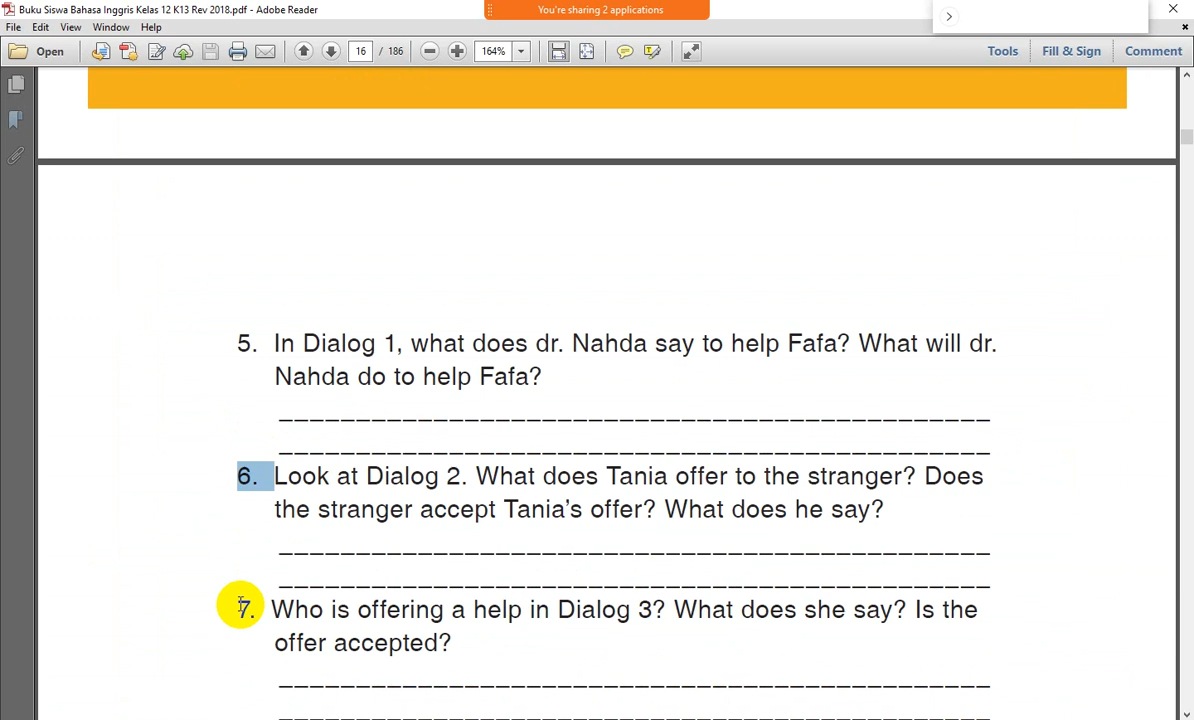 Buku Siswa Bahasa Inggris Kelas 12 K13 Rev 2018.pdf - Adobe Reader
You're sharing 2 applications
File Edit View Window Help
Open 16 / 186 164% Tools Fill & Sign Comment
5. In Dialog 1, what does dr. Nahda say to help Fafa? What will dr.
Nahda do to help Fafa?
6. Look at Dialog 2. What does Tania offer to the stranger? Does
the stranger accept Tania's offer? What does he say?
7. Who is offering a help in Dialog 3? What does she say? Is the
offer accepted?